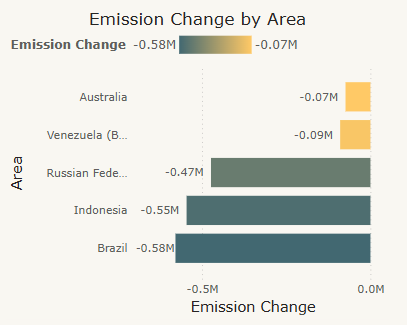 Emission Change by Area
Emission Change -0.58M -0.07M
Australia -0.07M
Venezuela (B... -0.09M
Russian Fede... -0.47M
Indonesia -0.55M
Brazil -0.58M
Area
-0.5M 0.0M
Emission Change